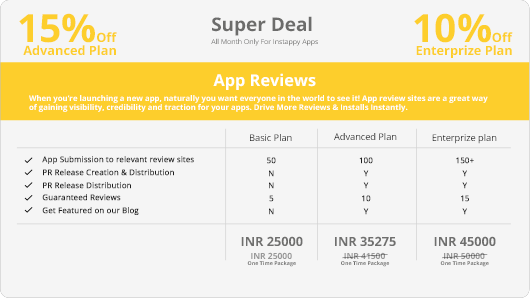 15%Off
Advanced Plan
Super Deal
All Month Only For Instappy Apps
10%Off
Enterprize Plan
App Reviews
When you're launching a new app, naturally you want everyone in the world to see it! App review sites are a great way
of gaining visibility, credibility and traction for your apps. Drive More Reviews & Installs Instantly.
Basic Plan Advanced Plan Enterprize plan
✓ App Submission to relevant review sites 50 100 150+
✓ PR Release Creation & Distribution N Y Y
✓ PR Release Distribution N Y Y
✓ Guaranteed Reviews 5 10 15
✓ Get Featured on our Blog N Y Y
INR 25000 INR 35275 INR 45000
INR 25000 INR 41500 INR 50000
One Time Package One Time Package One Time Package